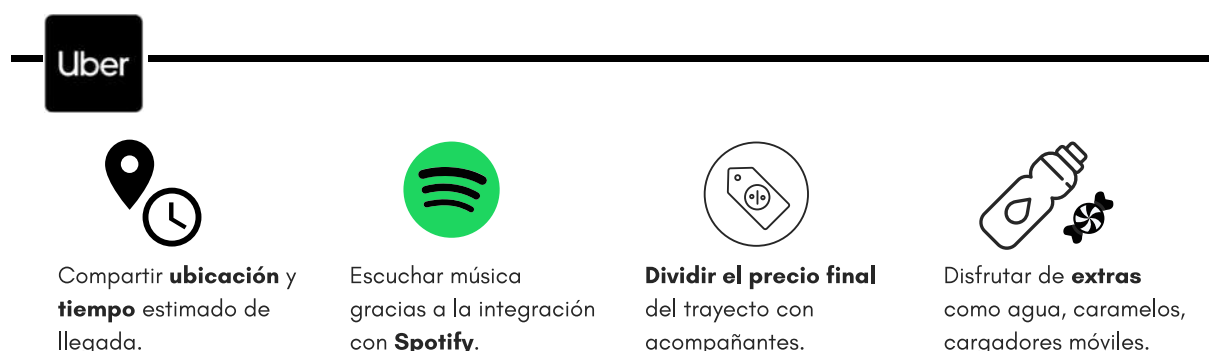 Uber
Compartir ubicación y
tiempo estimado de
llegada.
Escuchar música
gracias a la integración
con Spotify.
Dividir el precio final
del trayecto con
acompañantes.
Disfrutar de extras
como agua, caramelos,
cargadores móviles.